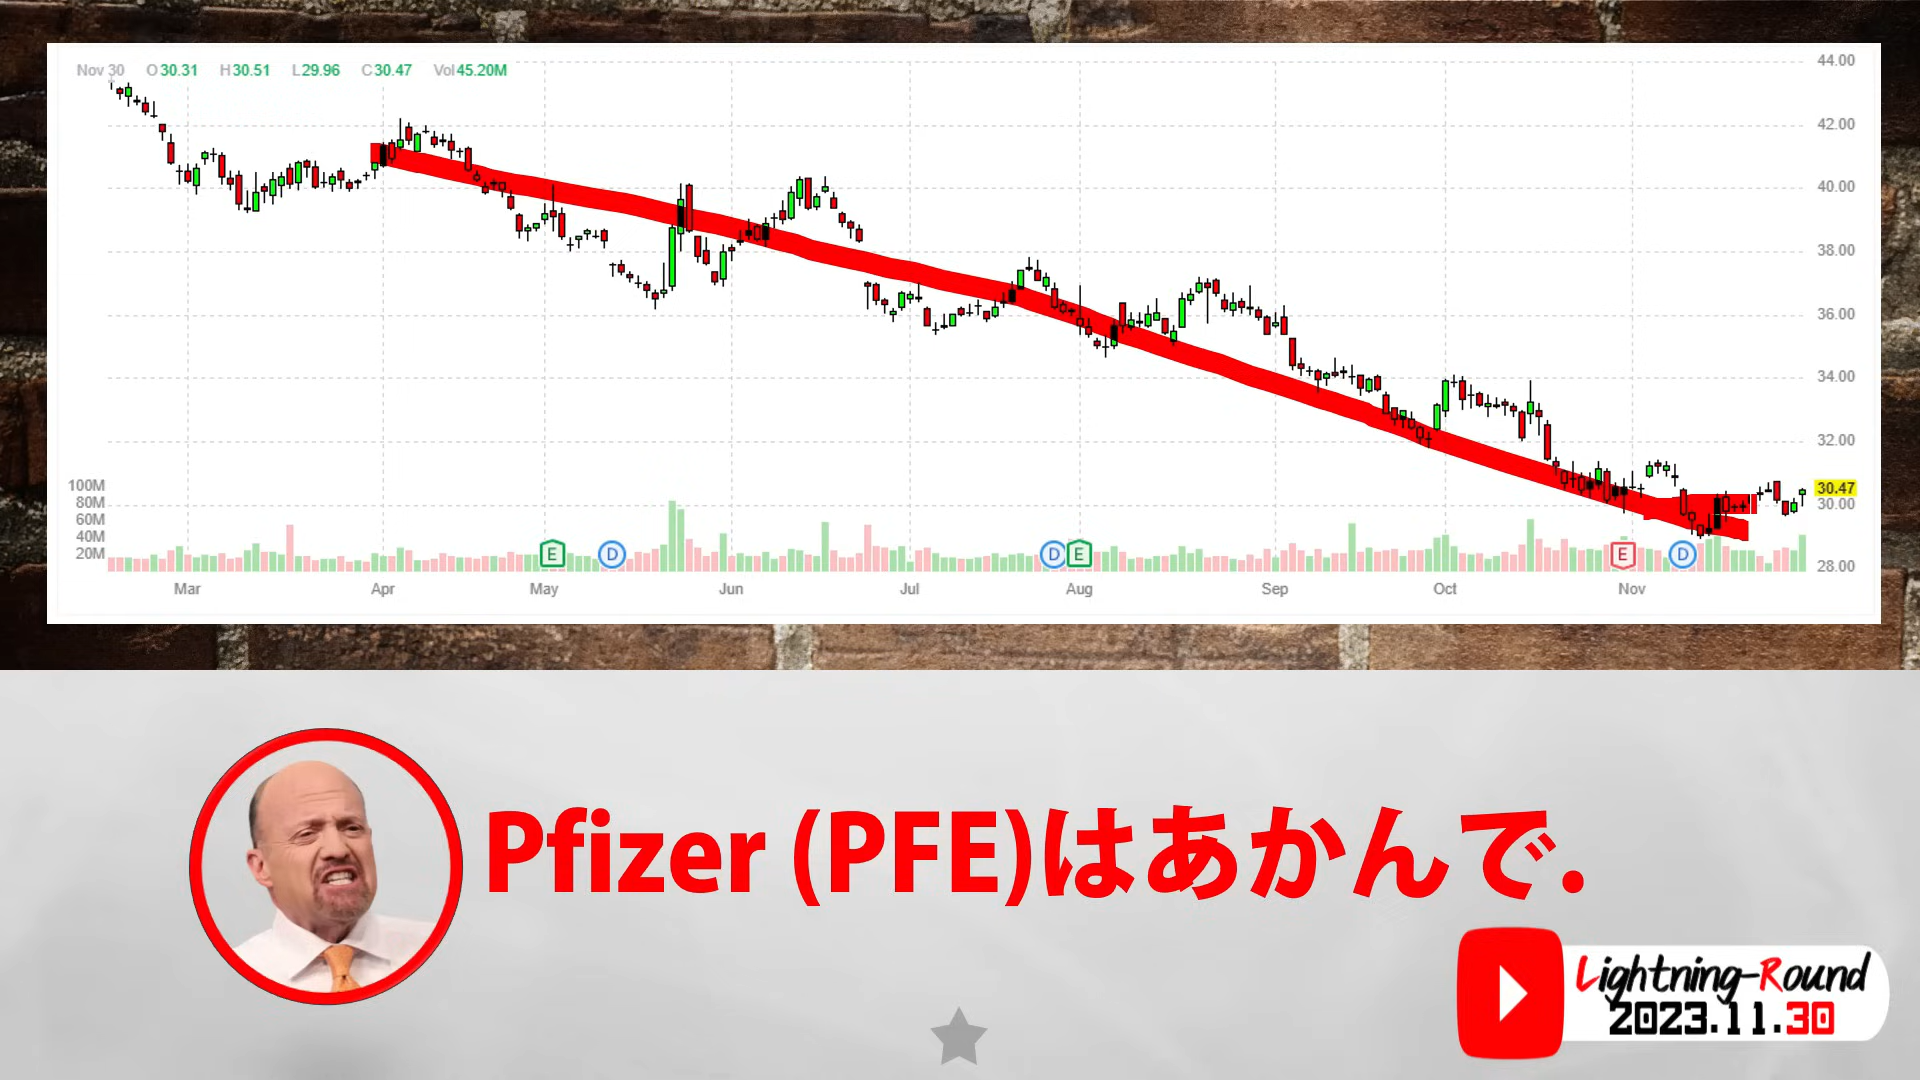 Nov 30 O30.31 H30.51 L29.96 C30.47 Vol45.20M
44.00
42.00
40.00
38.00
36.00
34.00
32.00
30.47
30.00
28.00
100M
80M
60M
40M
20M
E D D E E D
Mar Apr May Jun Jul Aug Sep Oct Nov
Pfizer (PFE)はあかんで.
Lightning-Round
2023.11.30